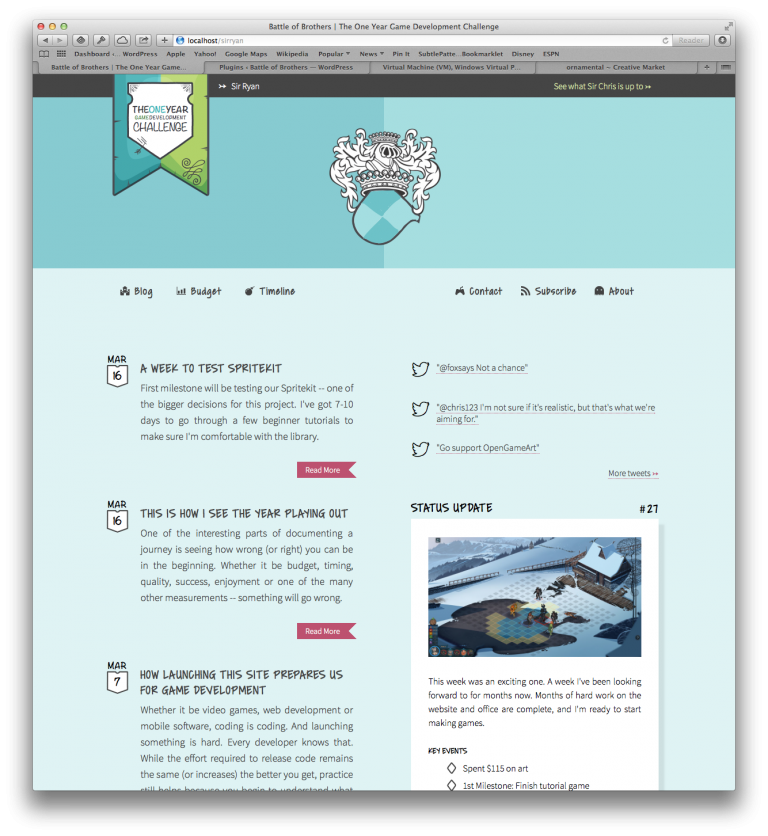 Battle of Brothers | The One Year Game Development Challenge
localhost/sirryan
Reader
Dashboard ‹ ...WordPress Apple Yahoo! Google Maps Wikipedia Popular ▾ News ▾ Pin It SubtlePatte...Bookmarklet Disney ESPN
Battle of Brothers | The One Year Game... Plugins ‹ Battle of Brothers — WordPress Virtual Machine (VM), Windows Virtual P... ornamental ~ Creative Market
Sir Ryan
See what Sir Chris is up to
THE ONE YEAR
GAME DEVELOPMENT
CHALLENGE
Blog Budget Timeline
Contact Subscribe About
MAR
16
A WEEK TO TEST SPRITEKIT
First milestone will be testing our Spritekit -- one of
the bigger decisions for this project. I've got 7-10
days to go through a few beginner tutorials to
make sure I'm comfortable with the library.
Read More
MAR
16
THIS IS HOW I SEE THE YEAR PLAYING OUT
One of the interesting parts of documenting a
journey is seeing how wrong (or right) you can be
in the beginning. Whether it be budget, timing,
quality, success, enjoyment or one of the many
other measurements -- something will go wrong.
Read More
MAR
7
HOW LAUNCHING THIS SITE PREPARES US
FOR GAME DEVELOPMENT
Whether it be video games, web development or
mobile software, coding is coding. And launching
something is hard. Every developer knows that.
While the effort required to release code remains
the same (or increases) the better you get, practice
still helps because you begin to understand what
"@foxsays Not a chance"
"@chris123 I'm not sure if it's realistic, but that's what we're
aiming for."
"Go support OpenGameArt"
More tweets
STATUS UPDATE #27
This week was an exciting one. A week I've been looking
forward to for months now. Months of hard work on the
website and office are complete, and I'm ready to start
making games.
KEY EVENTS
Spent $115 on art
1st Milestone: Finish tutorial game